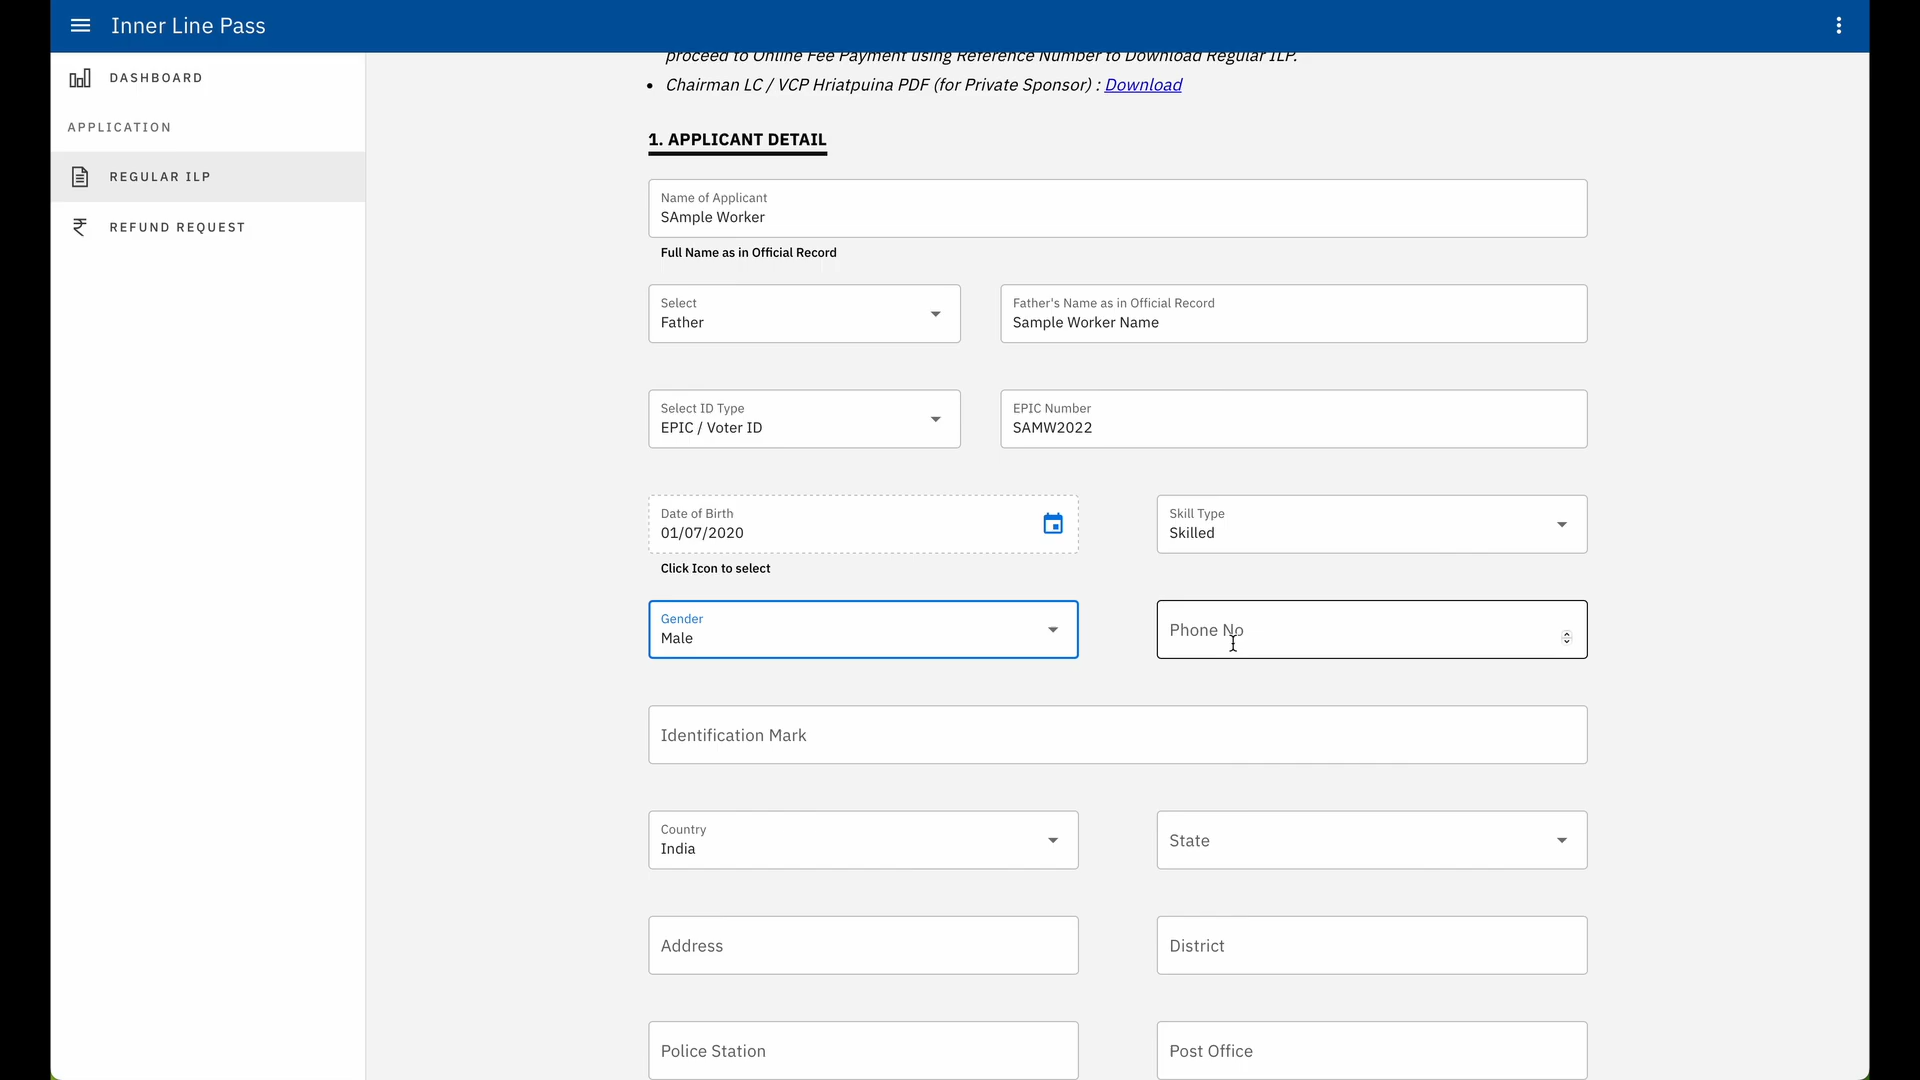 Inner Line Pass
DASHBOARD
APPLICATION
REGULAR ILP
REFUND REQUEST
proceed to Online Fee Payment using Reference Number to Download Regular ILP.
• Chairman LC / VCP Hriatpuina PDF (for Private Sponsor) : Download
1. APPLICANT DETAIL
Name of Applicant
SAmple Worker
Full Name as in Official Record
Select
Father
Father's Name as in Official Record
Sample Worker Name
Select ID Type
EPIC / Voter ID
EPIC Number
SAMW2022
Date of Birth
01/07/2020
Click Icon to select
Skill Type
Skilled
Gender
Male
Phone No
Identification Mark
Country
India
State
Address
District
Police Station
Post Office